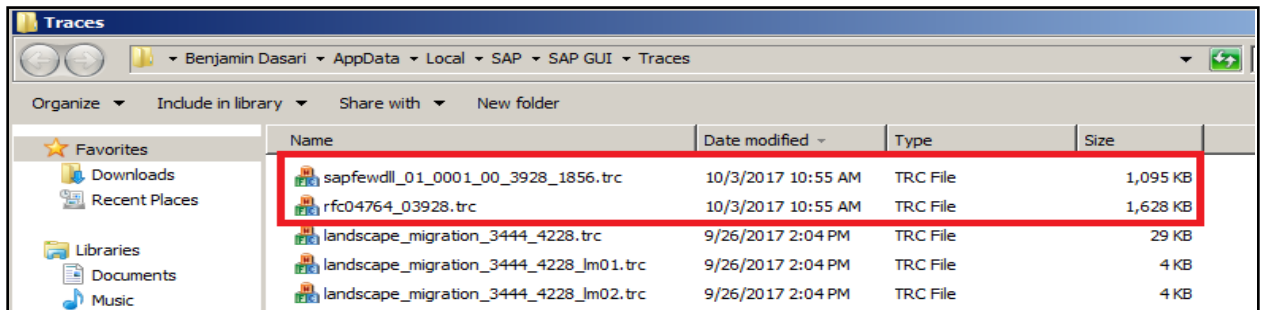 Traces
Benjamin Dasari AppData Local SAP SAP GUI Traces
Organize Include in library Share with New folder
Favorites
Downloads
Recent Places
Libraries
Documents
Music
Name Date modified Type Size
sapfewdll_01_0001_00_3928_1856.trc 10/3/2017 10:55 AM TRC File 1,095 KB
rfc04764_03928.trc 10/3/2017 10:55 AM TRC File 1,628 KB
landscape_migration_3444_4228.trc 9/26/2017 2:04 PM TRC File 29 KB
landscape_migration_3444_4228_lm01.trc 9/26/2017 2:04 PM TRC File 4 KB
landscape_migration_3444_4228_lm02.trc 9/26/2017 2:04 PM TRC File 4 KB